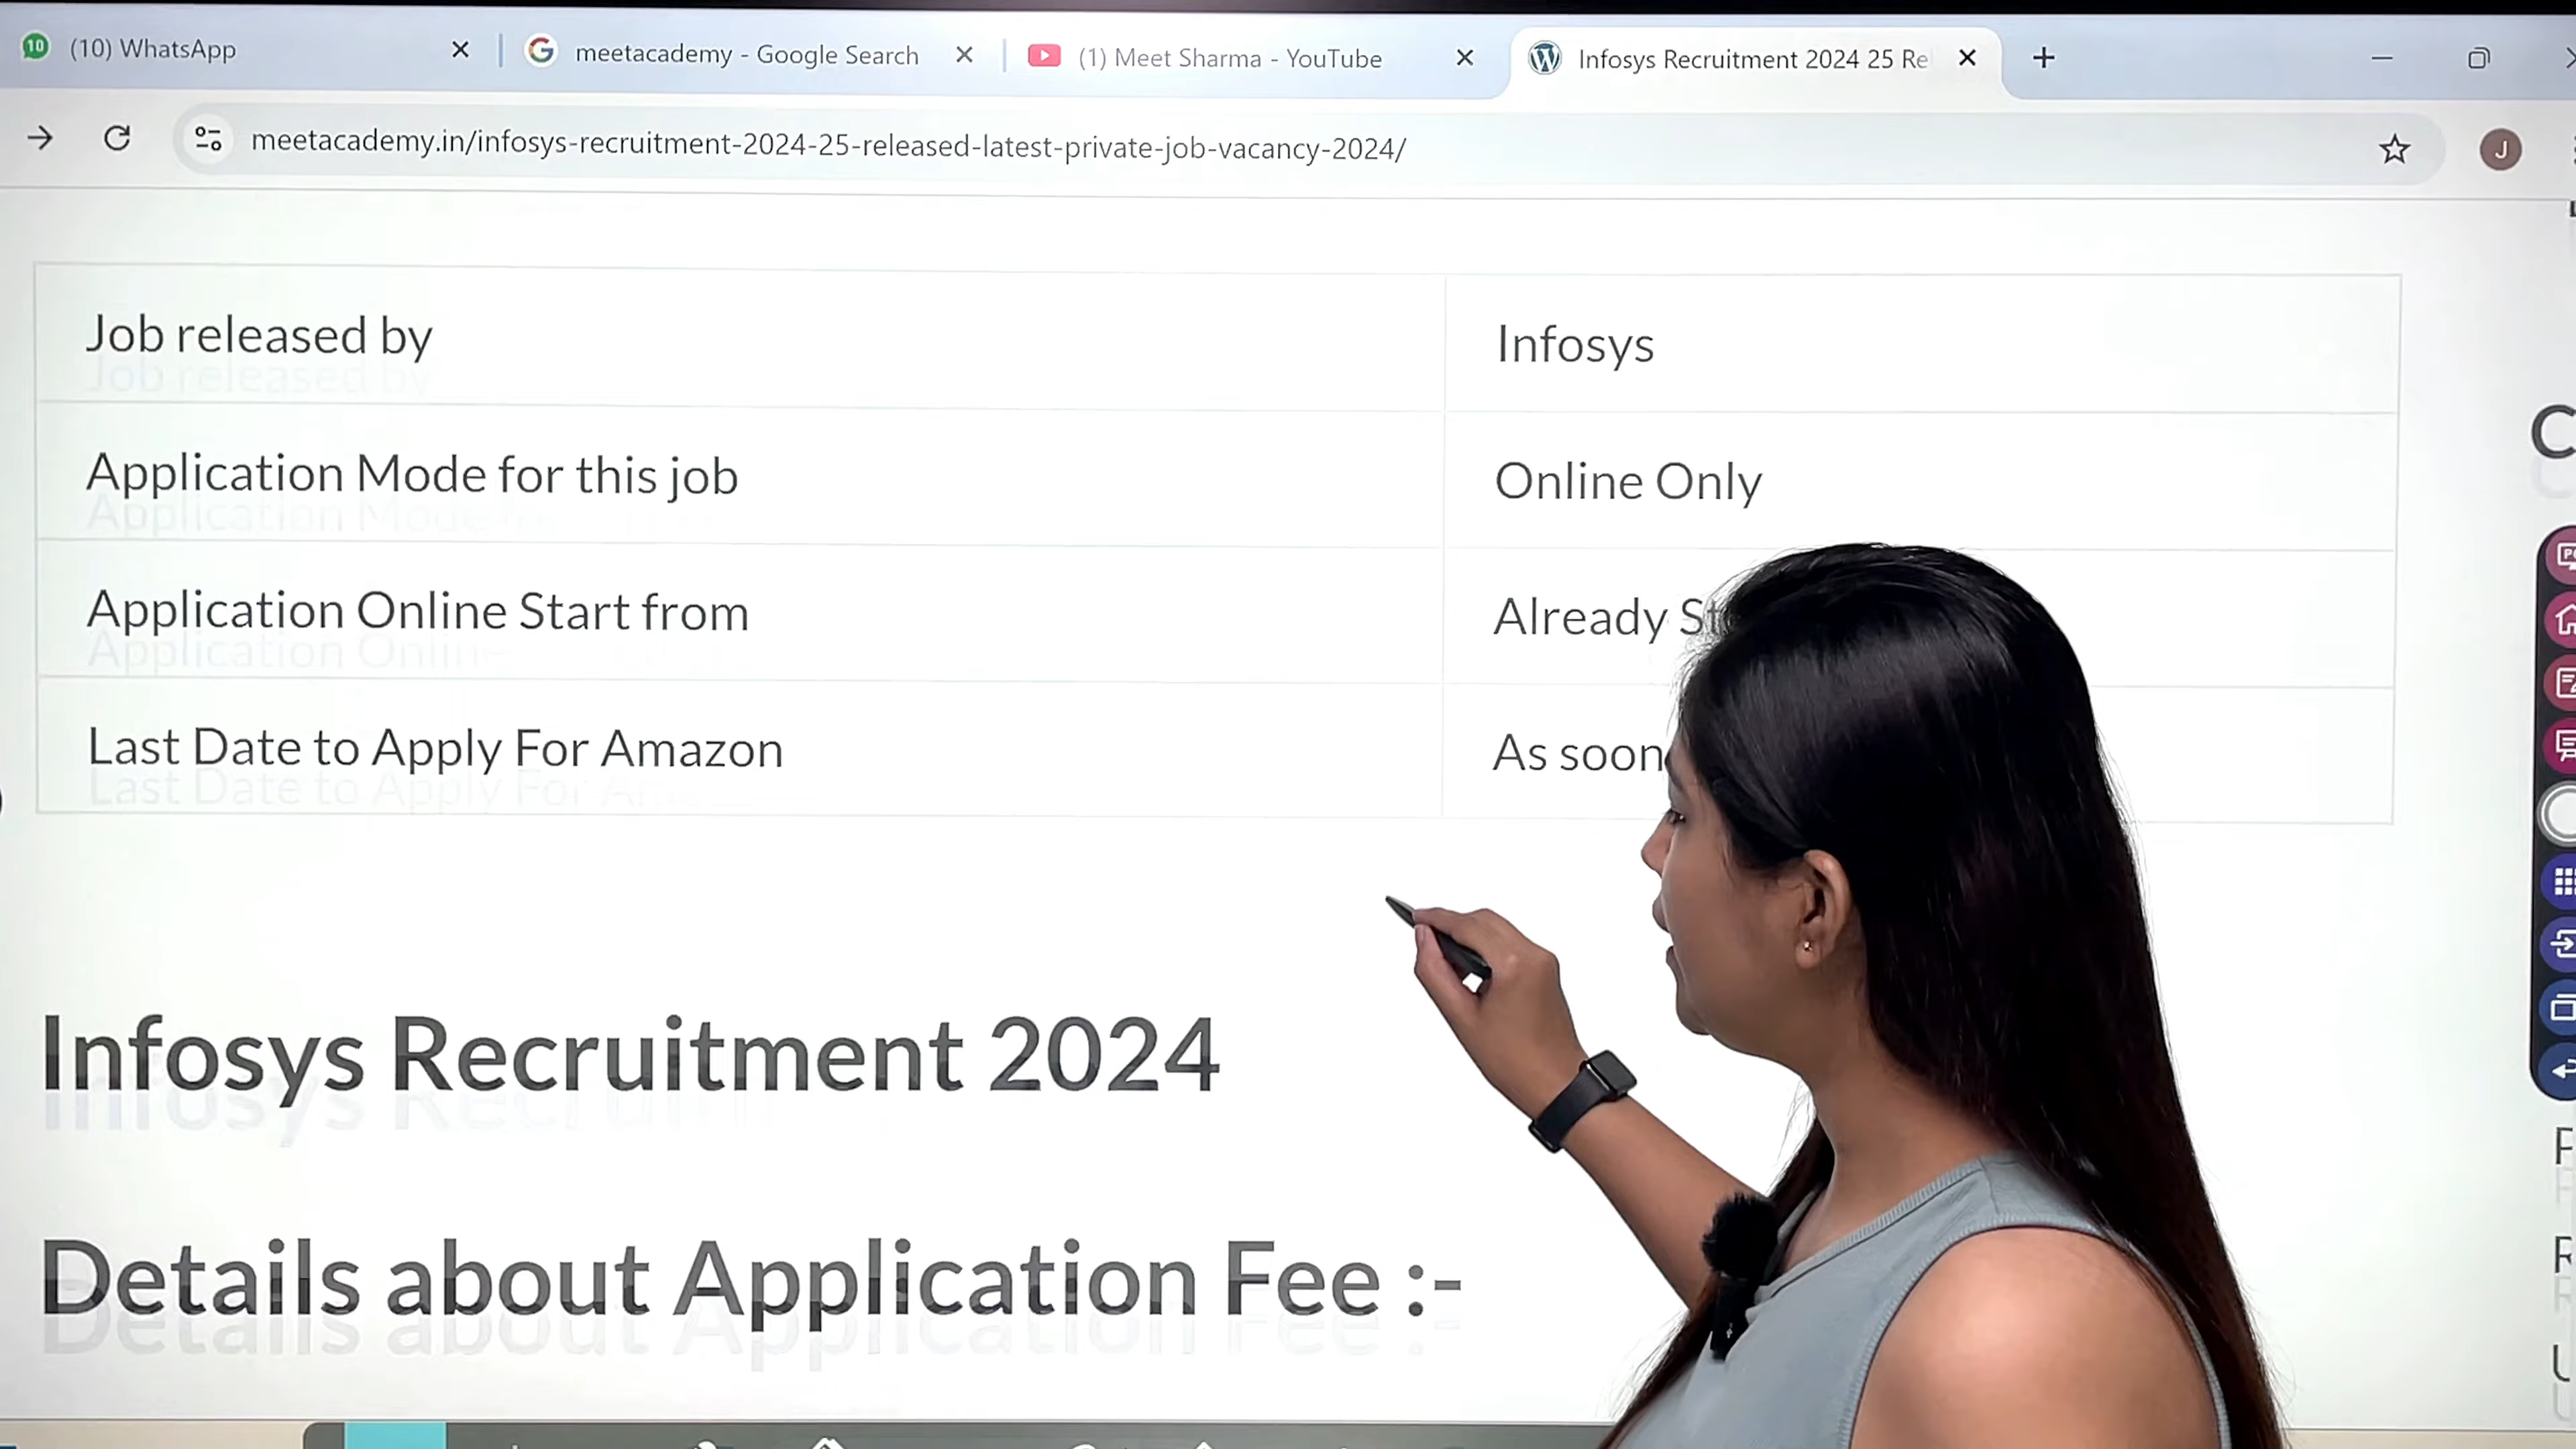 (10) WhatsApp
meetacademy - Google Search
(1) Meet Sharma - YouTube
Infosys Recruitment 2024 25 Re
meetacademy.in/infosys-recruitment-2024-25-released-latest-private-job-vacancy-2024/
J
Job released by Infosys
Application Mode for this job Online Only
Application Online Start from Already
Last Date to Apply For Amazon As soon
Infosys Recruitment 2024
Details about Application Fee :-